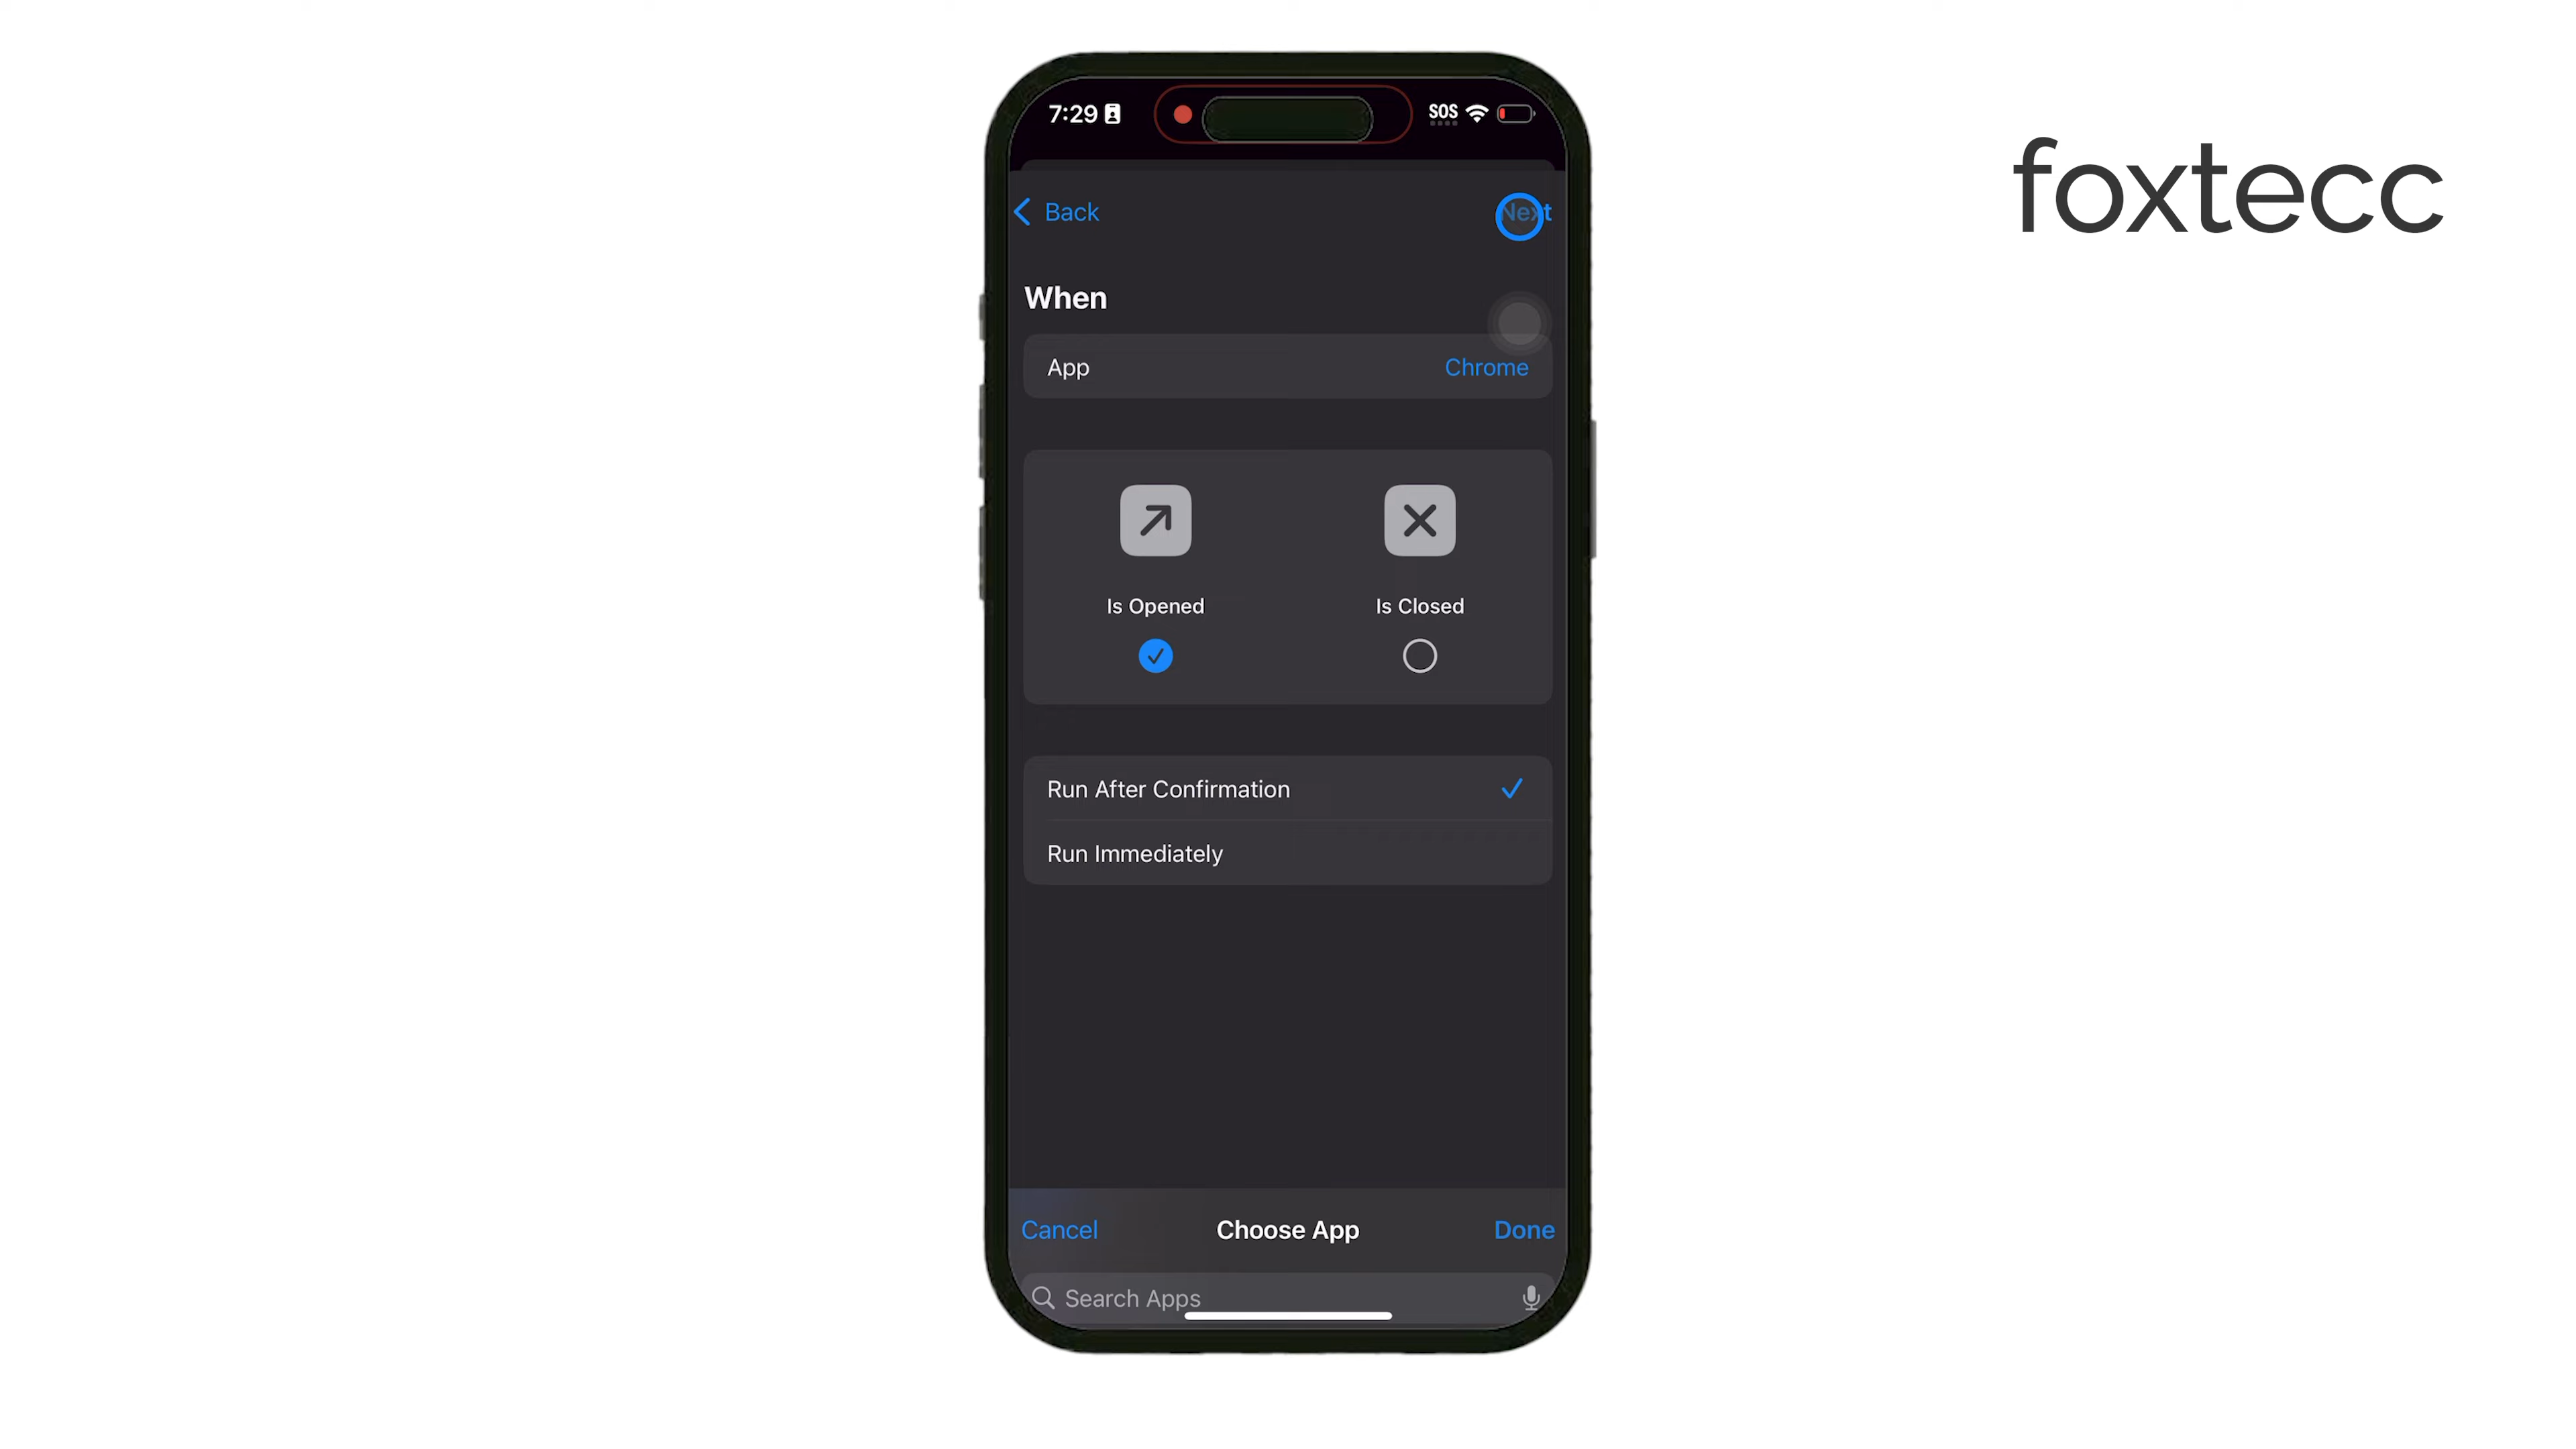 foxtecc
7:29
SOS
Back
Next
When
App
Chrome
Is Opened
Is Closed
Run After Confirmation
Run Immediately
Cancel
Choose App
Done
Search Apps